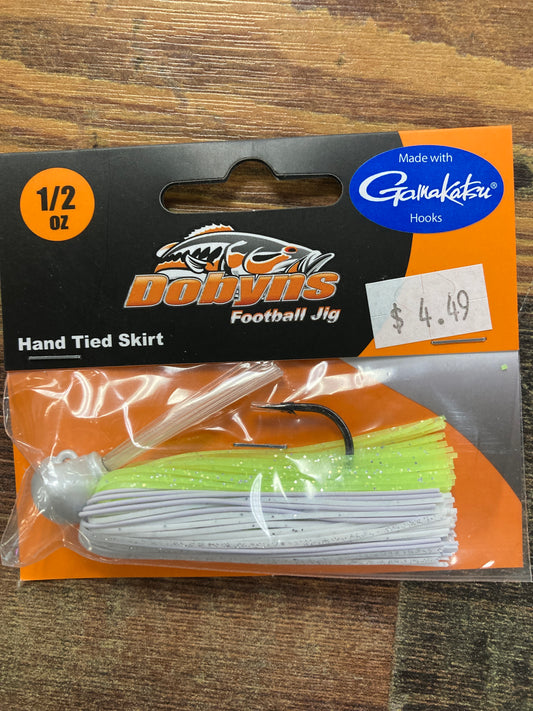 1/2
OZ
Made with
Gamakatsu®
Hooks
Dobyns
Football Jig
$ 4.49
Hand Tied Skirt